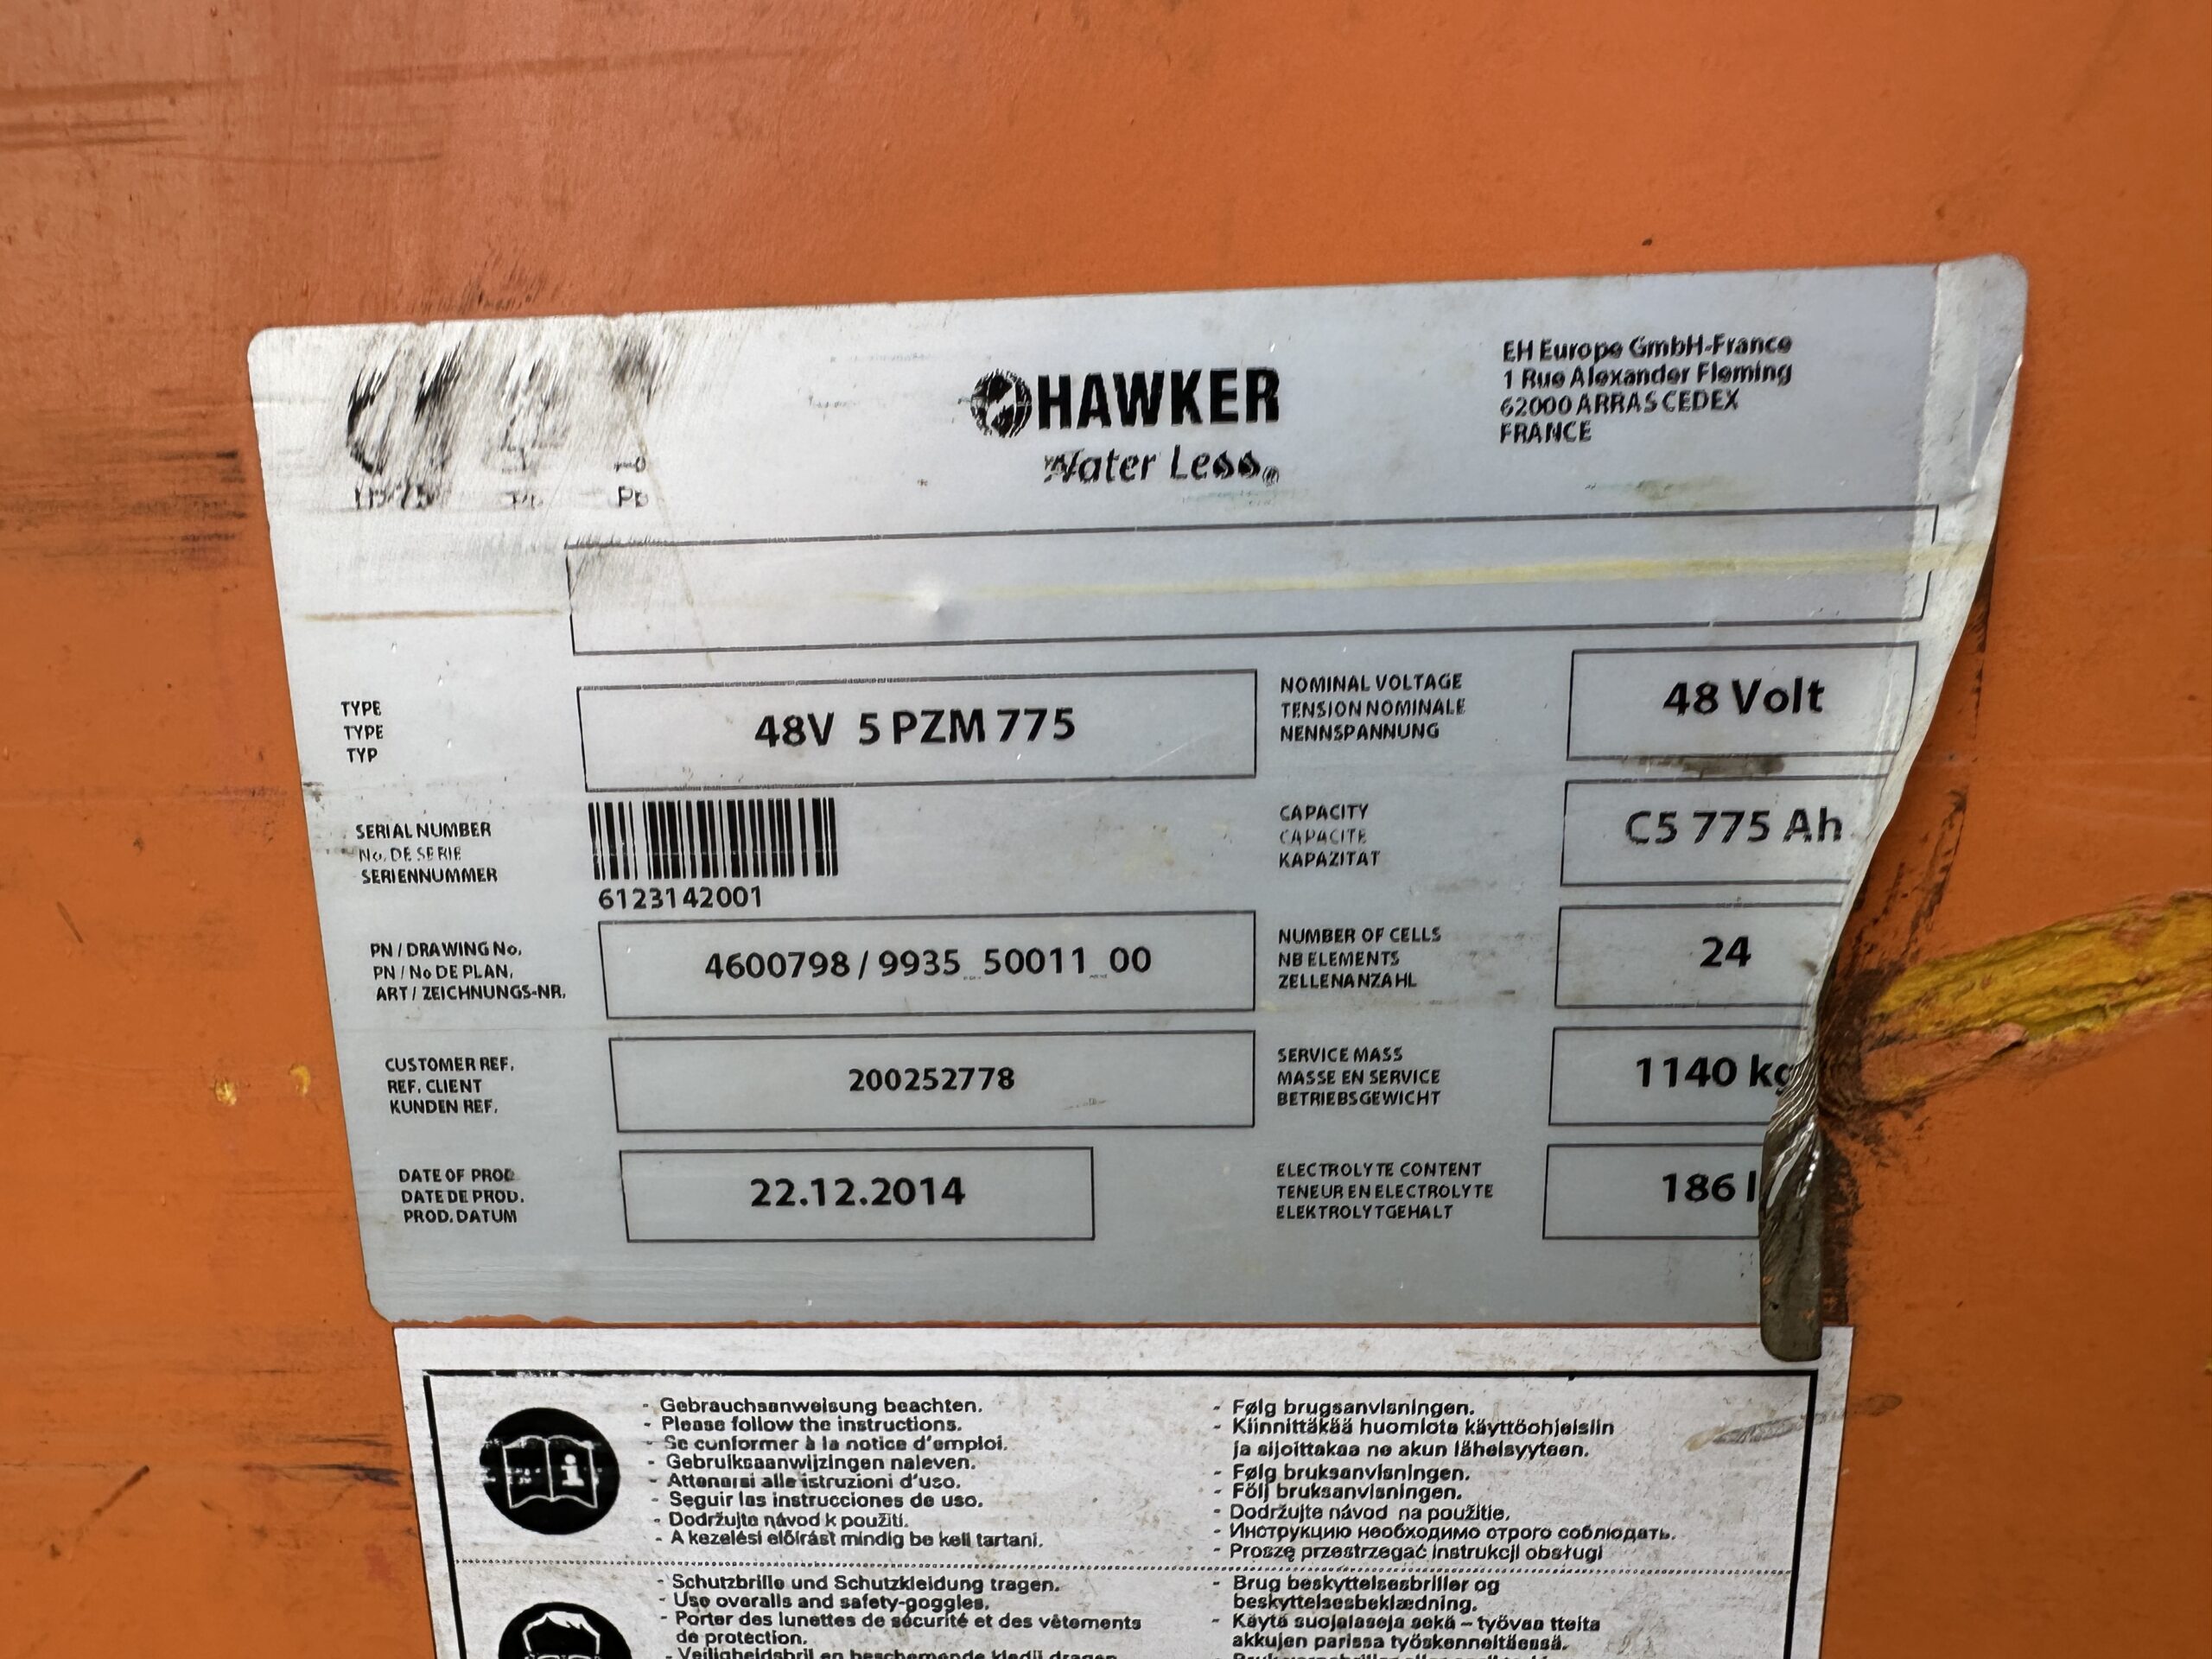 Pb
HAWKER
Water Less®
EH Europe GmbH-France
1 Rue Alexander Fleming
62000 ARRAS CEDEX
FRANCE
TYPE
TYPE
TYP
48V 5 PZM 775
NOMINAL VOLTAGE
TENSION NOMINALE
NENNSPANNUNG
48 Volt
SERIAL NUMBER
No. DE SERIE
SERIENNUMMER
6123142001
CAPACITY
CAPACITE
KAPAZITAT
C5 775 Ah
PN / DRAWING No.
PN / No DE PLAN.
ART / ZEICHNUNGS-NR.
4600798 / 9935_50011_00
NUMBER OF CELLS
NB ELEMENTS
ZELLENANZAHL
24
CUSTOMER REF.
REF. CLIENT
KUNDEN REF.
200252778
SERVICE MASS
MASSE EN SERVICE
BETRIEBSGEWICHT
1140 kg
DATE OF PROD
DATE DE PROD.
PROD. DATUM
22.12.2014
ELECTROLYTE CONTENT
TENEUR EN ELECTROLYTE
ELEKTROLYTGEHALT
186 l
- Gebrauchsanweisung beachten.
- Please follow the instructions.
- Se conformer à la notice d'emploi.
- Gebruiksaanwijzingen naleven.
- Attenersi alle istruzioni d'uso.
- Seguir las instrucciones de uso.
- Dodržujte návod k použití.
- A kezelési előírást mindig be kell tartani.
- Følg brugsanvisningen.
- Kiinnittäkää huomiota käyttöohjeisiin
ja sijoittakaa ne akun läheisyyteen.
- Følg bruksanvisningen.
- Följ bruksanvisningen.
- Dodržujte návod na použitie.
- Инструкцию необходимо строго соблюдать.
- Proszę przestrzegać instrukcji obsługi
- Schutzbrille und Schutzkleidung tragen.
- Use overalls and safety-goggles.
- Porter des lunettes de sécurité et des vêtements
de protection.
- Veiligheidsbril en beschermende kledij dragen.
- Brug beskyttelsesbriller og
beskyttelsesbeklædning.
- Käytä suojalaseja sekä – työvaatteita
akkujen parissa työskenneltäessä.